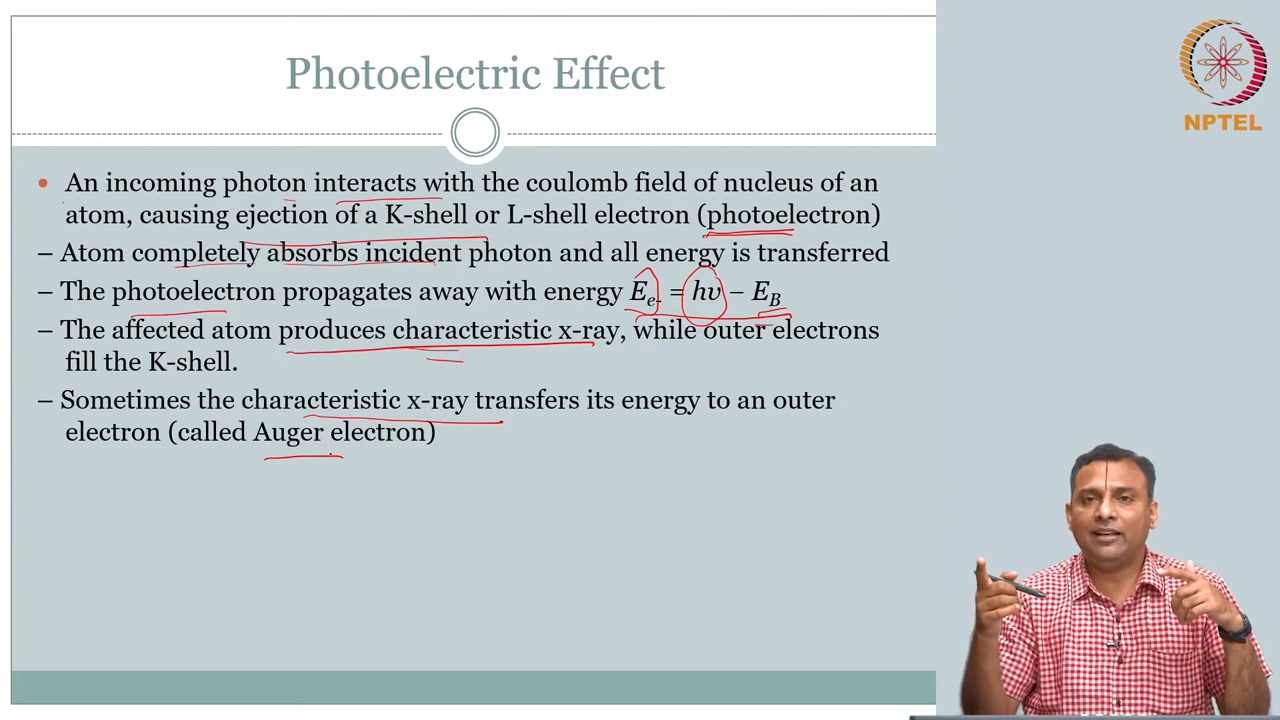 Photoelectric Effect
NPTEL
• An incoming photon interacts with the coulomb field of nucleus of an
atom, causing ejection of a K-shell or L-shell electron (photoelectron)
– Atom completely absorbs incident photon and all energy is transferred
– The photoelectron propagates away with energy Eₑ- = hυ – E_B
– The affected atom produces characteristic x-ray, while outer electrons
fill the K-shell.
– Sometimes the characteristic x-ray transfers its energy to an outer
electron (called Auger electron)